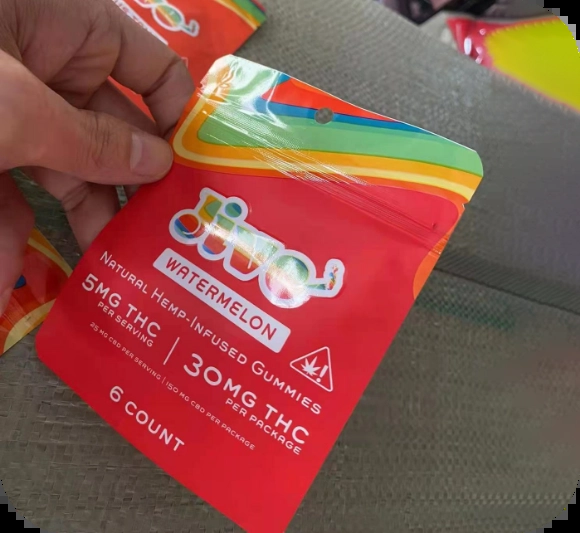 Jivo
WATERMELON
NATURAL HEMP-INFUSED GUMMIES
5MG THC
PER SERVING
30MG THC
PER PACKAGE
25 MG CBD PER SERVING | 150 MG CBD PER PACKAGE
6 COUNT